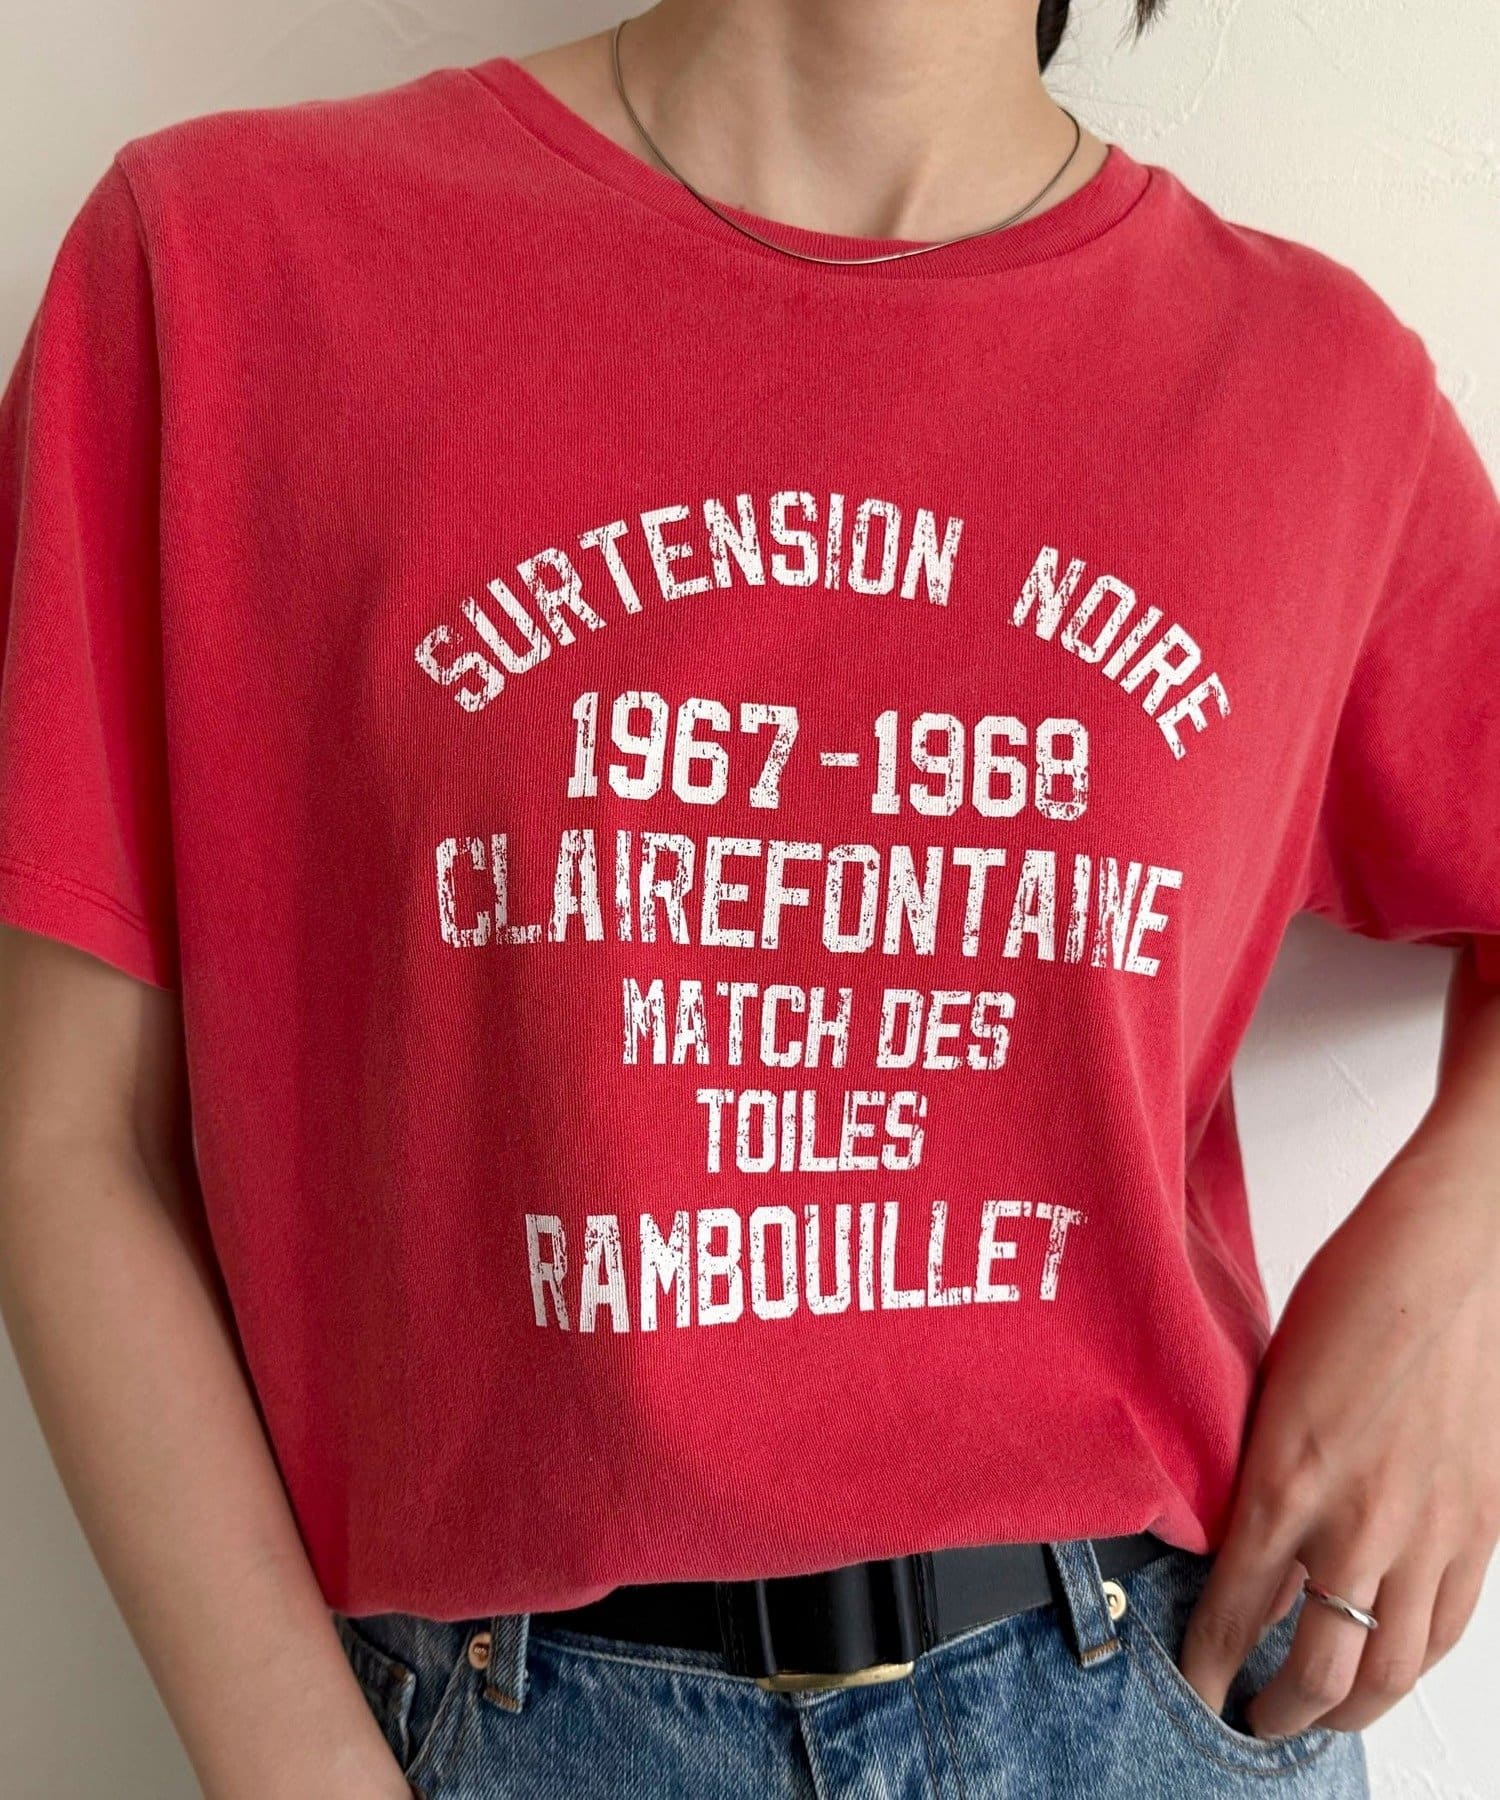 SURTENSION NOIRE
1967-1968
CLAIREFONTAINE
MATCH DES
TOILES
RAMBOUILLET